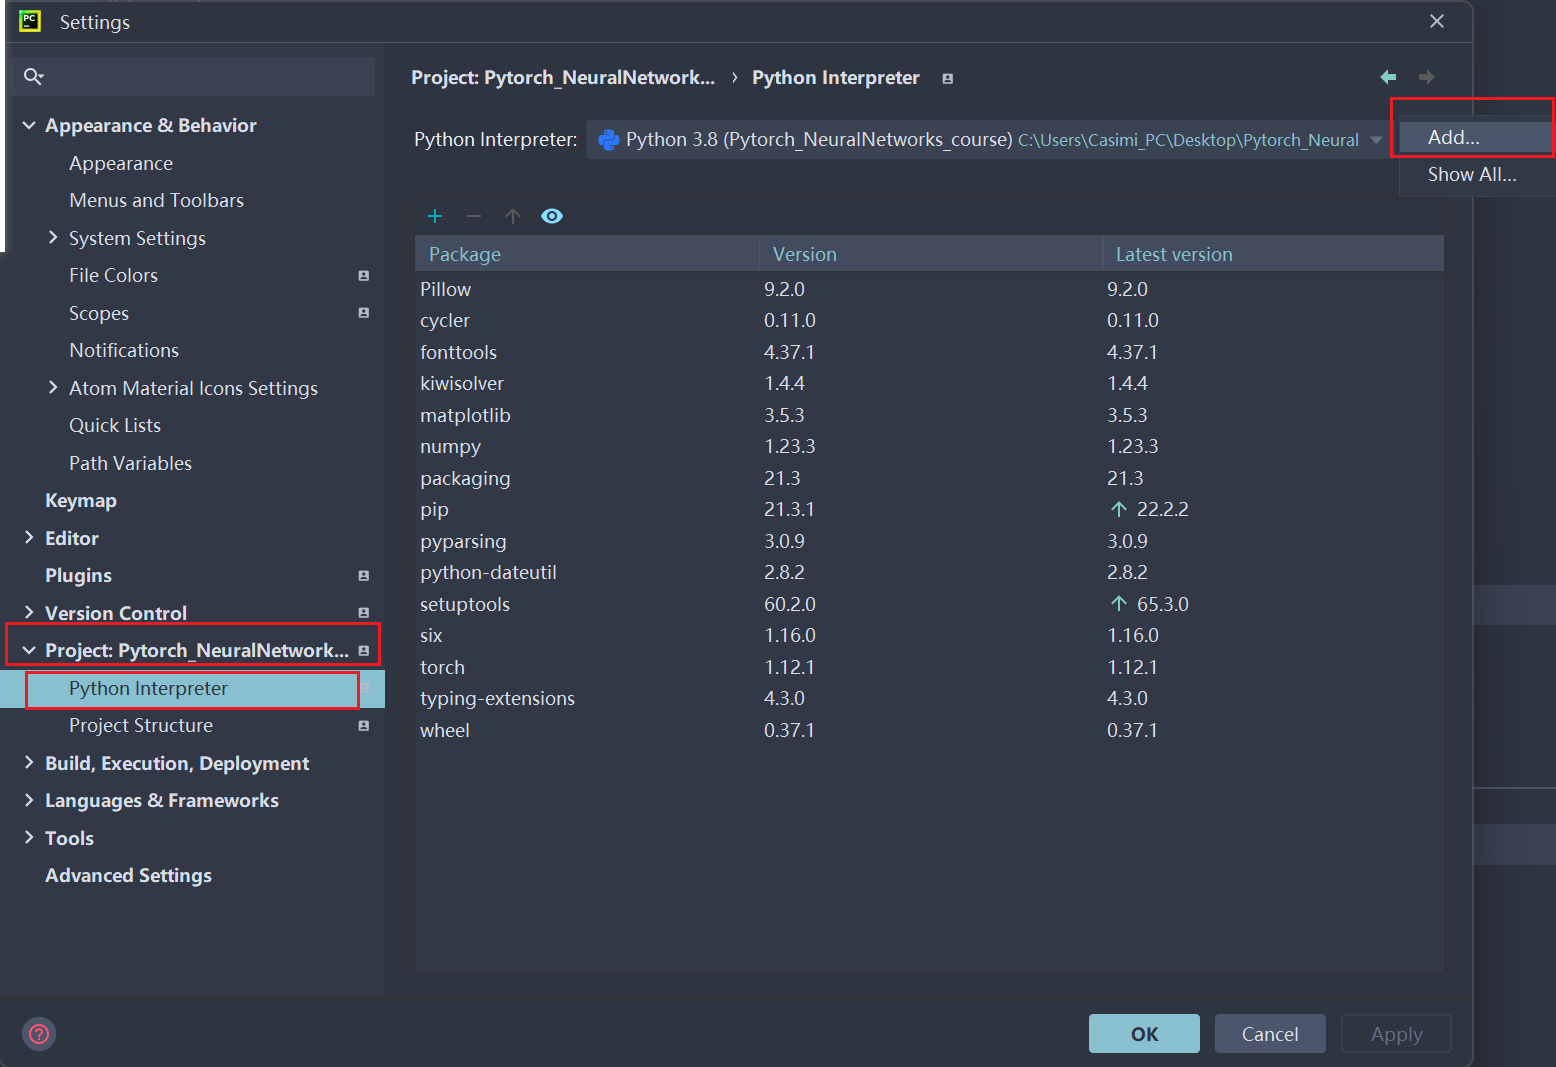 PC
Settings
Appearance & Behavior
Appearance
Menus and Toolbars
System Settings
File Colors
Scopes
Notifications
Atom Material Icons Settings
Quick Lists
Path Variables
Keymap
Editor
Plugins
Version Control
Project: Pytorch_NeuralNetwork...
Python Interpreter
Project Structure
Build, Execution, Deployment
Languages & Frameworks
Tools
Advanced Settings
Project: Pytorch_NeuralNetwork... › Python Interpreter
Python Interpreter: Python 3.8 (Pytorch_NeuralNetworks_course) C:\Users\Casimi_PC\Desktop\Pytorch_Neural
Add...
Show All...
Package Version Latest version
Pillow 9.2.0 9.2.0
cycler 0.11.0 0.11.0
fonttools 4.37.1 4.37.1
kiwisolver 1.4.4 1.4.4
matplotlib 3.5.3 3.5.3
numpy 1.23.3 1.23.3
packaging 21.3 21.3
pip 21.3.1 22.2.2
pyparsing 3.0.9 3.0.9
python-dateutil 2.8.2 2.8.2
setuptools 60.2.0 65.3.0
six 1.16.0 1.16.0
torch 1.12.1 1.12.1
typing-extensions 4.3.0 4.3.0
wheel 0.37.1 0.37.1
?
OK Cancel Apply